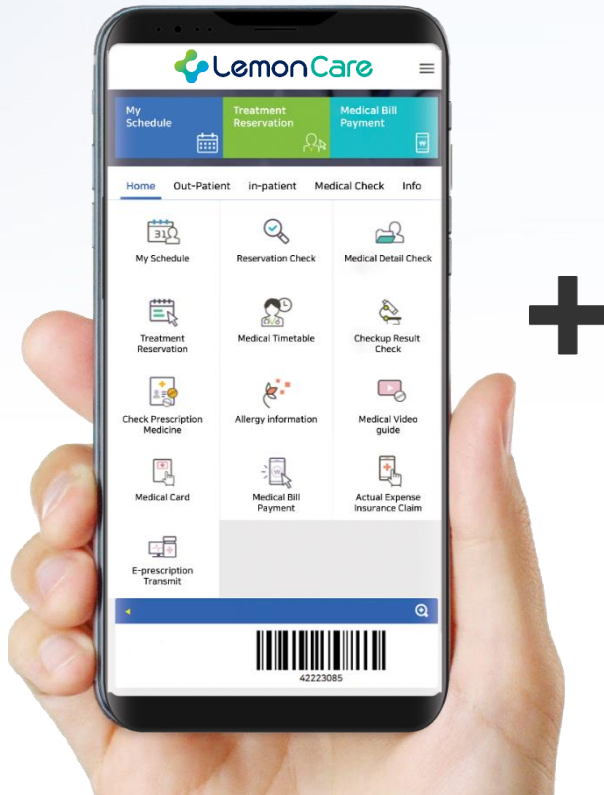 LemonCare
My
Schedule
Treatment
Reservation
Medical Bill
Payment
Home Out-Patient in-patient Medical Check Info
31
My Schedule Reservation Check Medical Detail Check
Treatment
Reservation
Medical Timetable
Checkup Result
Check
Check Prescription
Medicine
Allergy information
Medical Video
guide
Medical Card
Medical Bill
Payment
Actual Expense
Insurance Claim
E-prescription
Transmit
42223085